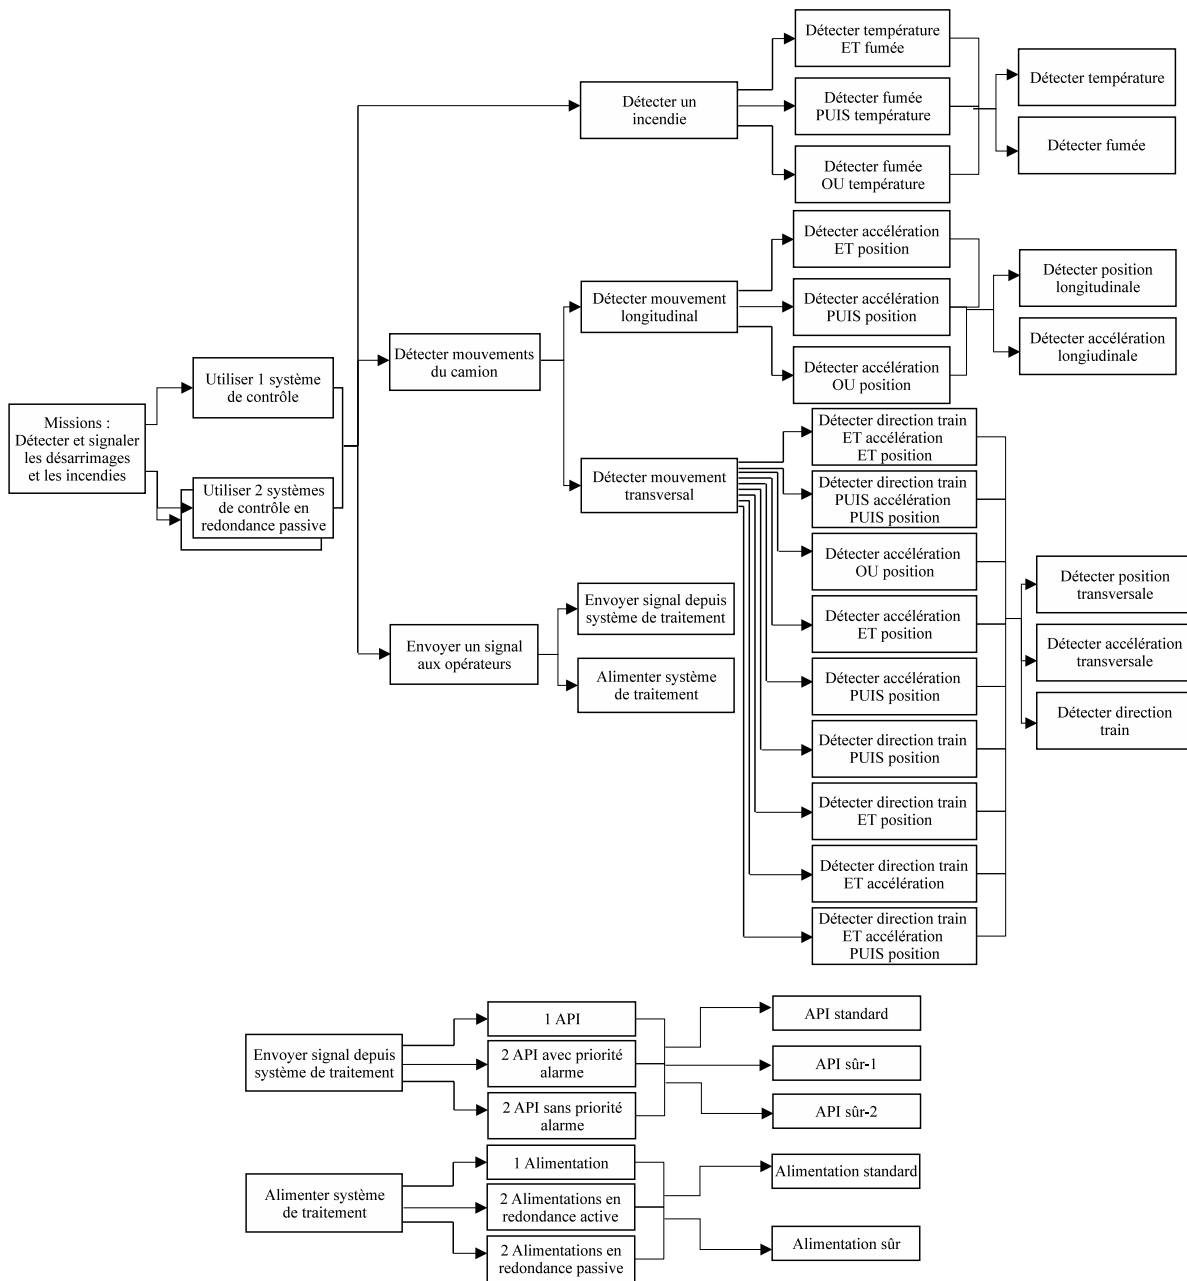 Missions :
Détecter et signaler
les désarrimages
et les incendies
Utiliser 1 système
de contrôle
Utiliser 2 systèmes
de contrôle en
redondance passive
Détecter un
incendie
Détecter mouvements
du camion
Envoyer un signal
aux opérateurs
Détecter mouvement
longitudinal
Détecter mouvement
transversal
Envoyer signal depuis
système de traitement
Alimenter système
de traitement
Détecter température
ET fumée
Détecter fumée
PUIS température
Détecter fumée
OU température
Détecter température
Détecter fumée
Détecter accélération
ET position
Détecter accélération
PUIS position
Détecter accélération
OU position
Détecter position
longitudinale
Détecter accélération
longiudinale
Détecter direction train
ET accélération
ET position
Détecter direction train
PUIS accélération
PUIS position
Détecter accélération
OU position
Détecter accélération
ET position
Détecter accélération
PUIS position
Détecter direction train
PUIS position
Détecter direction train
ET position
Détecter direction train
ET accélération
Détecter direction train
ET accélération
PUIS position
Détecter position
transversale
Détecter accélération
transversale
Détecter direction
train
Envoyer signal depuis
système de traitement
1 API
2 API avec priorité
alarme
2 API sans priorité
alarme
API standard
API sûr-1
API sûr-2
Alimenter système
de traitement
1 Alimentation
2 Alimentations en
redondance active
2 Alimentations en
redondance passive
Alimentation standard
Alimentation sûr